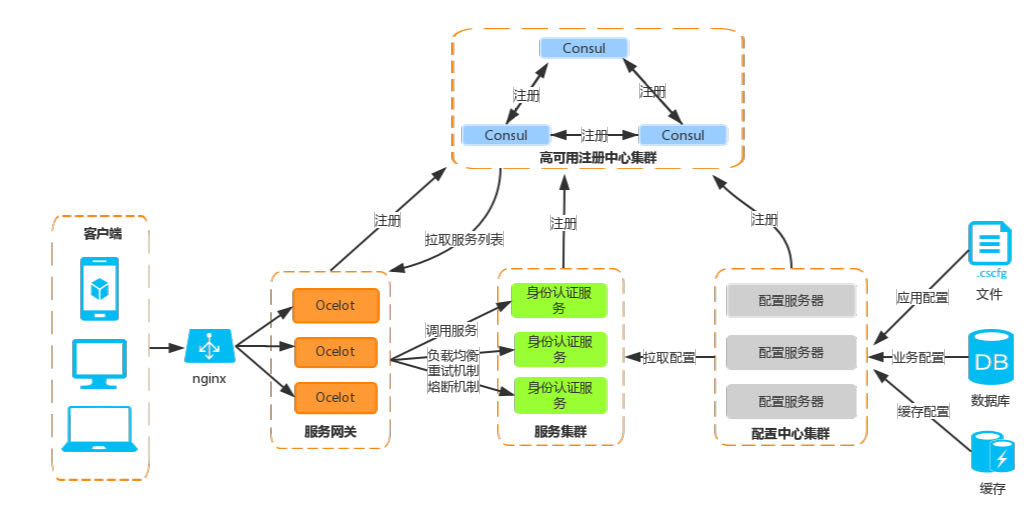 Consul
注册
注册
Consul
注册
Consul
高可用注册中心集群
注册
拉取服务列表
注册
注册
客户端
nginx
Ocelot
Ocelot
Ocelot
服务网关
调用服务
负载均衡
重试机制
熔断机制
身份认证服
务
身份认证服
务
身份认证服
务
服务集群
拉取配置
配置服务器
配置服务器
配置服务器
配置中心集群
应用配置
业务配置
缓存配置
.cscfg
文件
DB
数据库
缓存